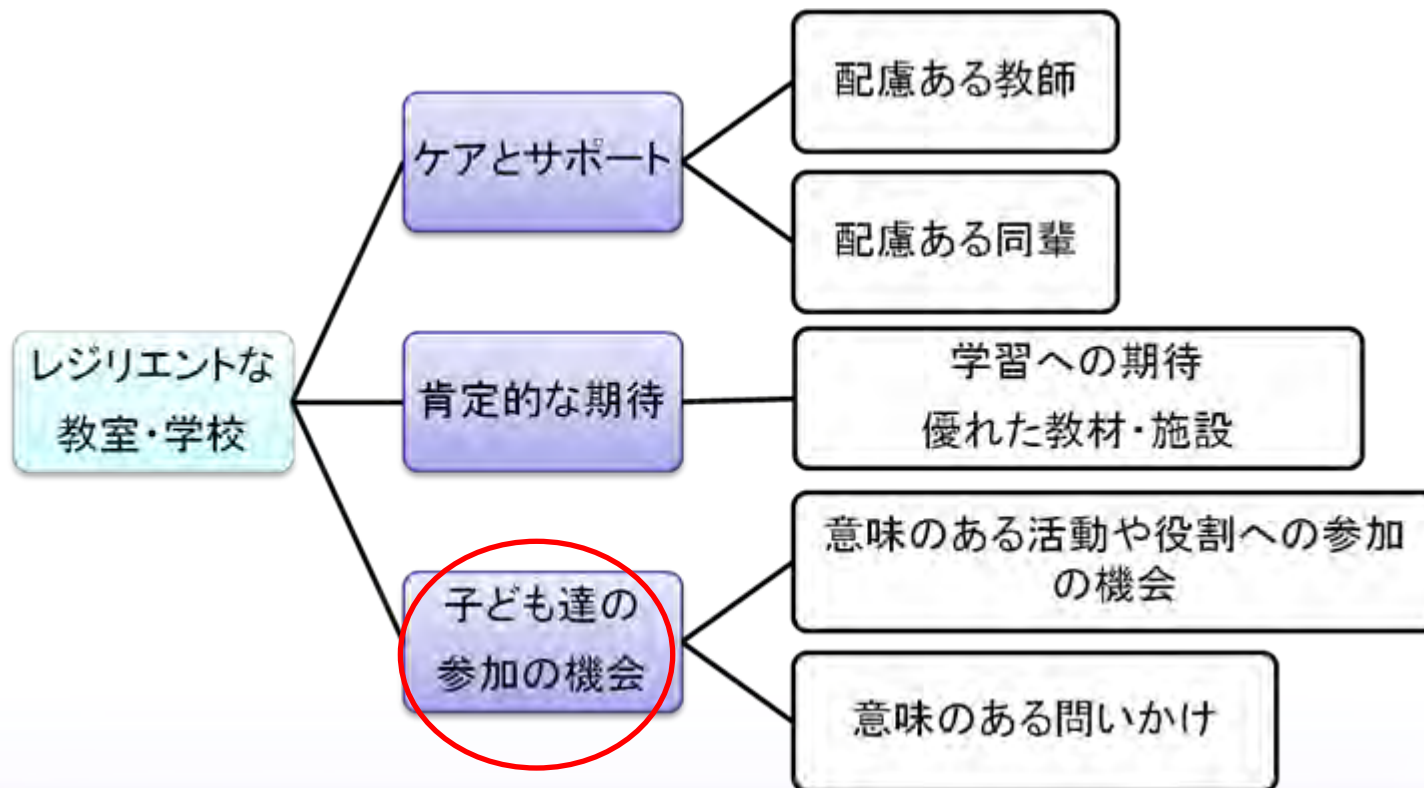 レジリエントな
教室・学校
ケアとサポート
配慮ある教師
配慮ある同輩
肯定的な期待
学習への期待
優れた教材・施設
子ども達の
参加の機会
意味のある活動や役割への参加
の機会
意味のある問いかけ